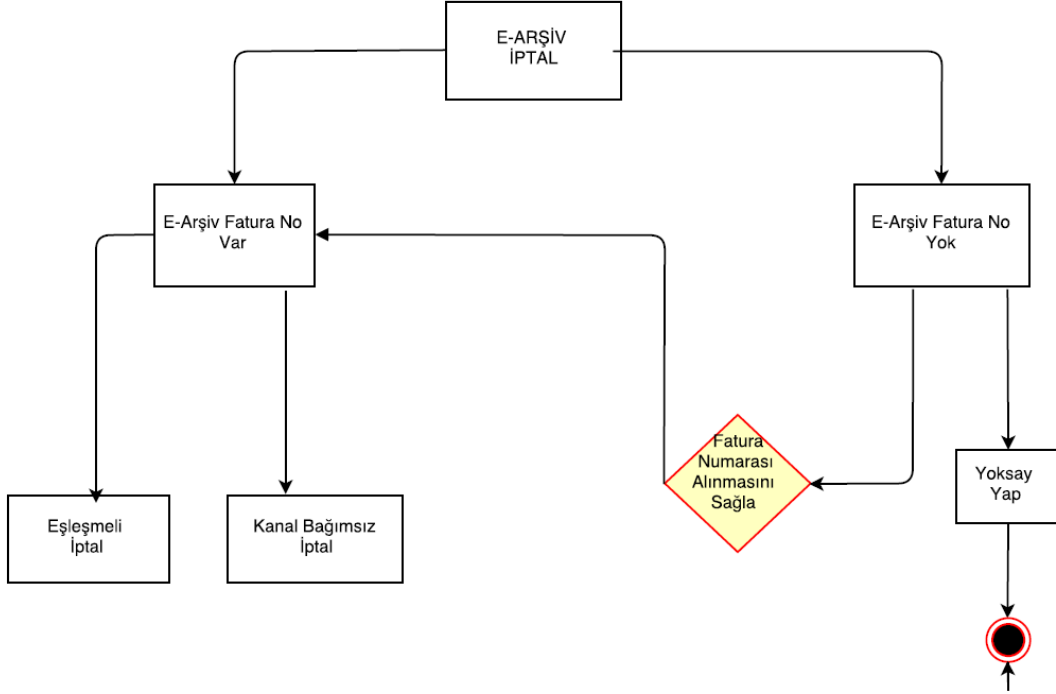 E-ARŞİV
İPTAL
E-Arşiv Fatura No
Var
E-Arşiv Fatura No
Yok
Fatura
Numarası
Alınmasını
Sağla
Yoksay
Yap
Eşleşmeli
İptal
Kanal Bağımsız
İptal